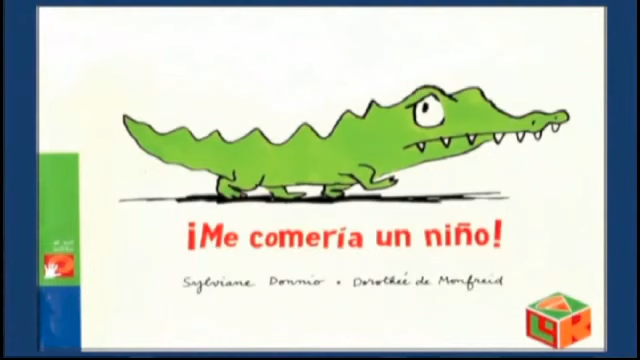 ¡Me comería un niño!
Sylviane Donnio • Dorothée de Monfreid